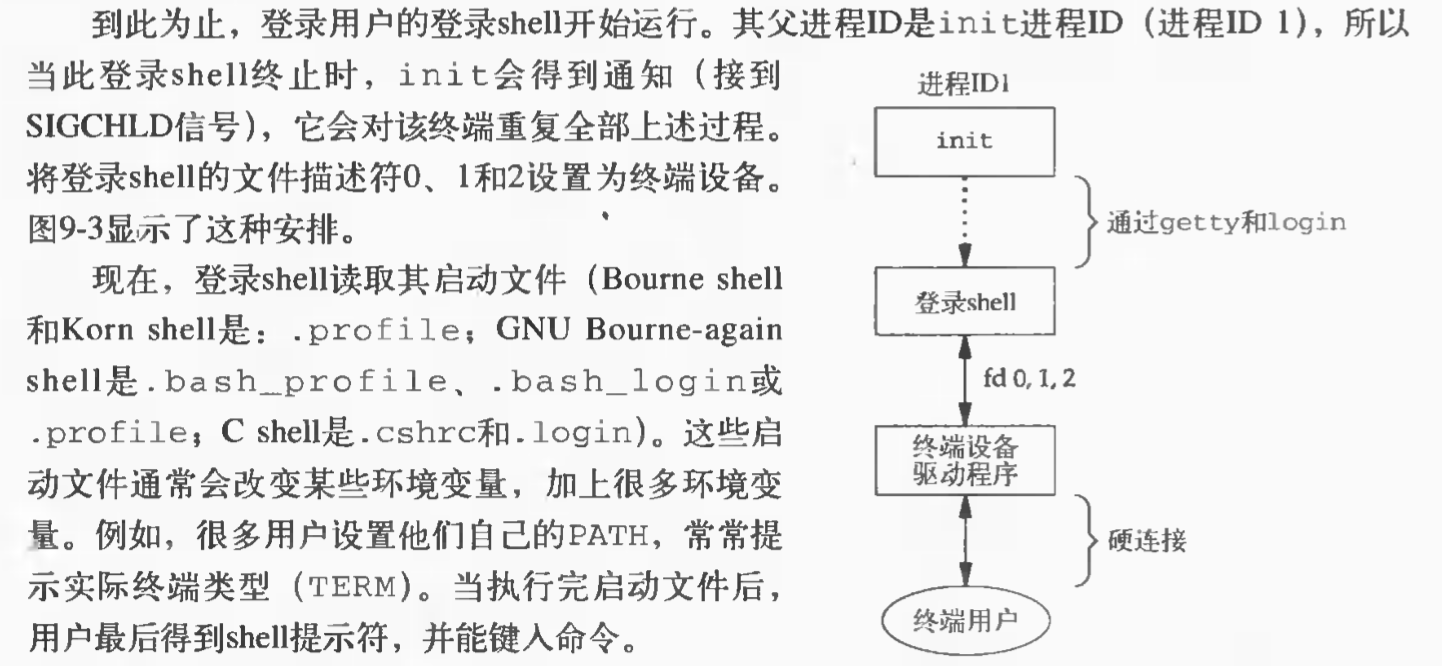 到此为止，登录用户的登录shell开始运行。其父进程ID是init进程ID（进程ID 1），所以
当此登录shell终止时，init会得到通知（接到
SIGCHLD信号），它会对该终端重复全部上述过程。
将登录shell的文件描述符0、1和2设置为终端设备。
图9-3显示了这种安排。
现在，登录shell读取其启动文件（Bourne shell
和Korn shell是：.profile；GNU Bourne-again
shell是.bash_profile、.bash_login或
.profile；C shell是.cshrc和.login）。这些启
动文件通常会改变某些环境变量，加上很多环境变
量。例如，很多用户设置他们自己的PATH，常常提
示实际终端类型（TERM）。当执行完启动文件后，
用户最后得到shell提示符，并能键入命令。
进程ID1
init
通过getty和login
登录shell
fd 0, 1, 2
终端设备
驱动程序
硬连接
终端用户